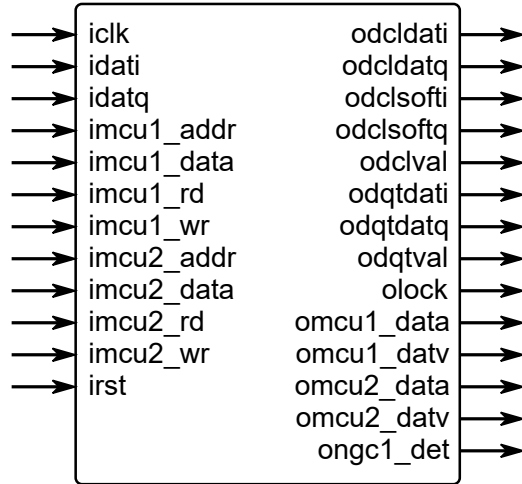 iclk odcldati
idati odcldatq
idatq odclsofti
imcu1_addr odclsoftq
imcu1_data odclval
imcu1_rd odqtdati
imcu1_wr odqtdatq
imcu2_addr odqtval
imcu2_data olock
imcu2_rd omcu1_data
imcu2_wr omcu1_datv
irst omcu2_data
omcu2_datv
ongc1_det